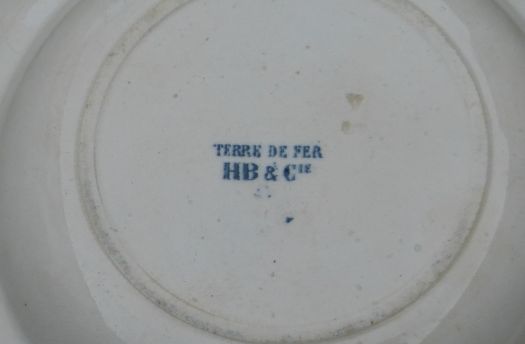 TERRE DE FER
HB & CIE